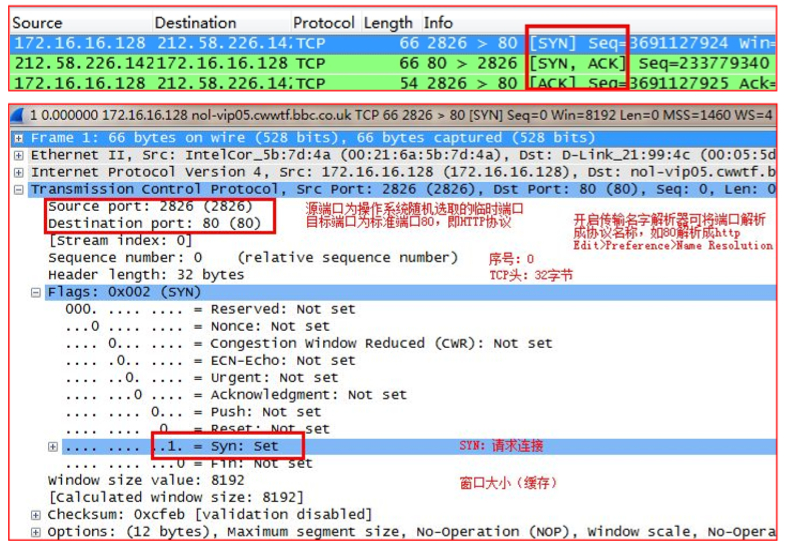 Source Destination Protocol Length Info
172.16.16.128 212.58.226.142 TCP 66 2826 > 80 [SYN] Seq=3691127924 Win=
212.58.226.142 172.16.16.128 TCP 66 80 > 2826 [SYN, ACK] Seq=233779340
172.16.16.128 212.58.226.142 TCP 54 2826 > 80 [ACK] Seq=3691127925 Ack=
1 0.000000 172.16.16.128 nol-vip05.cwwtf.bbc.co.uk TCP 66 2826 > 80 [SYN] Seq=0 Win=8192 Len=0 MSS=1460 WS=4
Frame 1: 66 bytes on wire (528 bits), 66 bytes captured (528 bits)
Ethernet II, Src: IntelCor_5b:7d:4a (00:21:6a:5b:7d:4a), Dst: D-Link_21:99:4c (00:05:5d
Internet Protocol Version 4, Src: 172.16.16.128 (172.16.16.128), Dst: nol-vip05.cwwtf.b
Transmission Control Protocol, Src Port: 2826 (2826), Dst Port: 80 (80), Seq: 0, Len: 0
Source port: 2826 (2826) 源端口为操作系统随机选取的临时端口
Destination port: 80 (80) 目标端口为标准端口80，即HTTP协议
开启传输名字解析器可将端口解析
成协议名称，如80解析成http
Edit>Preference>Name Resolution
[Stream index: 0]
Sequence number: 0 (relative sequence number) 序号：0
Header length: 32 bytes TCP头：32字节
Flags: 0x002 (SYN)
000. .... .... = Reserved: Not set
...0 .... .... = Nonce: Not set
.... 0... .... = Congestion Window Reduced (CWR): Not set
.... .0.. .... = ECN-Echo: Not set
.... ..0. .... = Urgent: Not set
.... ...0 .... = Acknowledgment: Not set
.... .... 0... = Push: Not set
.... .... .0.. = Reset: Not set
.... .... ..1. = Syn: Set SYN：请求连接
.... .... ...0 = Fin: Not set
Window size value: 8192 窗口大小（缓存）
[Calculated window size: 8192]
Checksum: 0xcfeb [validation disabled]
Options: (12 bytes), Maximum segment size, No-Operation (NOP), Window scale, No-Opera